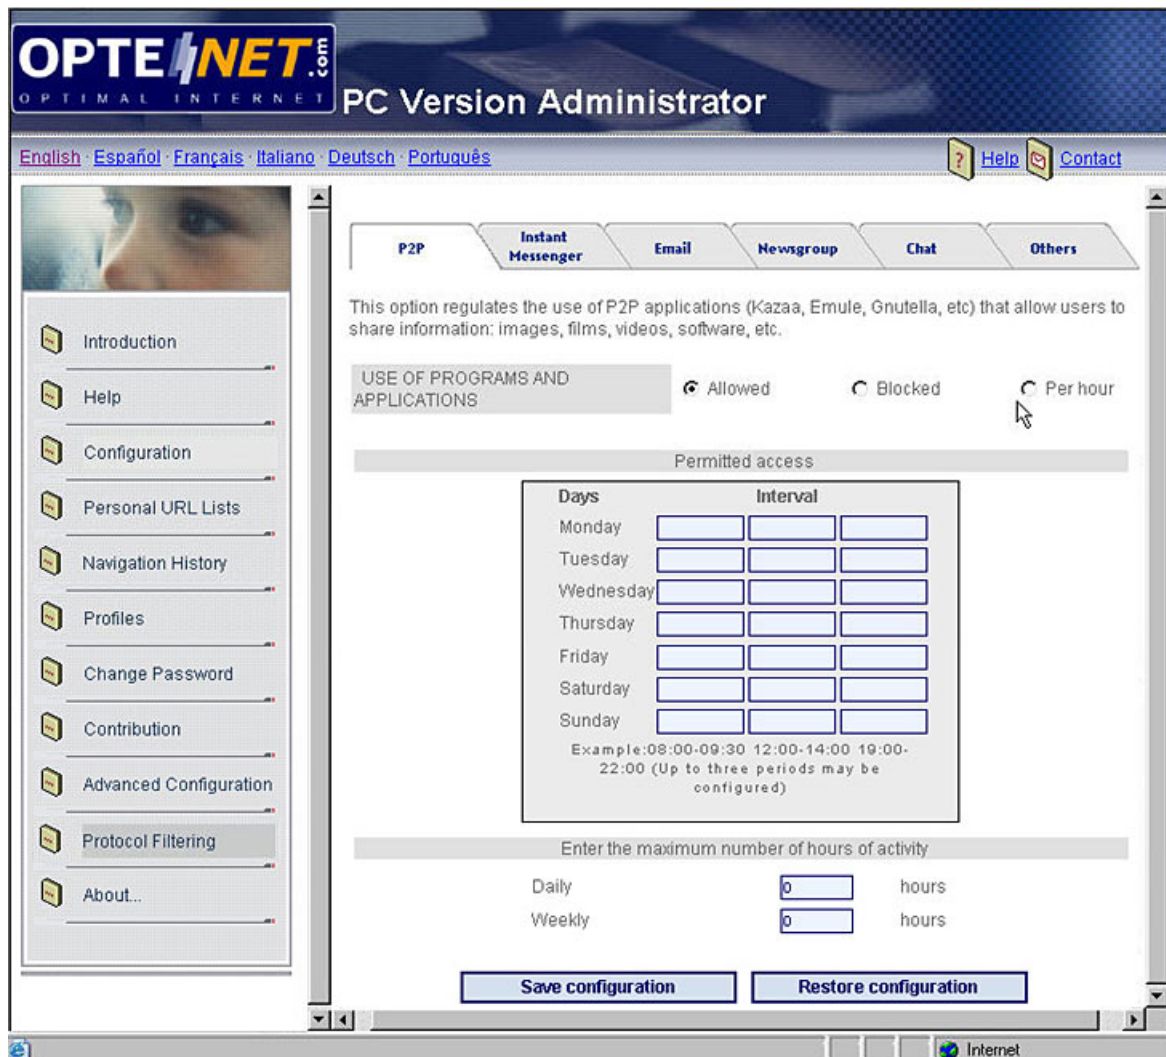 OPTENET.com
OPTIMAL INTERNET
PC Version Administrator
English · Español · Français · Italiano · Deutsch · Português
? Help Contact
Introduction
Help
Configuration
Personal URL Lists
Navigation History
Profiles
Change Password
Contribution
Advanced Configuration
Protocol Filtering
About...
P2P
Instant
Messenger
Email
Newsgroup
Chat
Others
This option regulates the use of P2P applications (Kazaa, Emule, Gnutella, etc) that allow users to
share information: images, films, videos, software, etc.
USE OF PROGRAMS AND
APPLICATIONS
Allowed
Blocked
Per hour
Permitted access
Days Interval
Monday
Tuesday
Wednesday
Thursday
Friday
Saturday
Sunday
Example:08:00-09:30 12:00-14:00 19:00-
22:00 (Up to three periods may be
configured)
Enter the maximum number of hours of activity
Daily 0 hours
Weekly 0 hours
Save configuration
Restore configuration
Internet